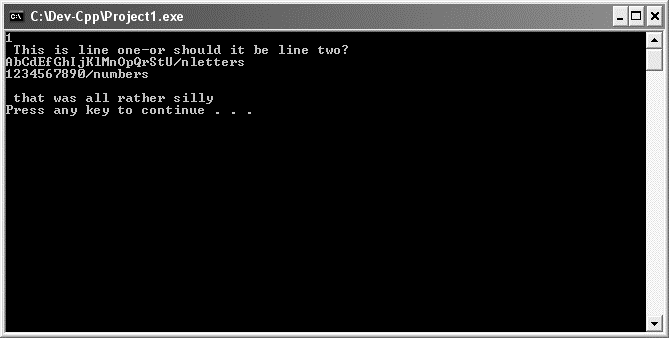 C:\Dev-Cpp\Project1.exe
1
This is line one-or should it be line two?
AbCdEfGhIjKlMnOpQrStU/nletters
1234567890/numbers
that was all rather silly
Press any key to continue . . .